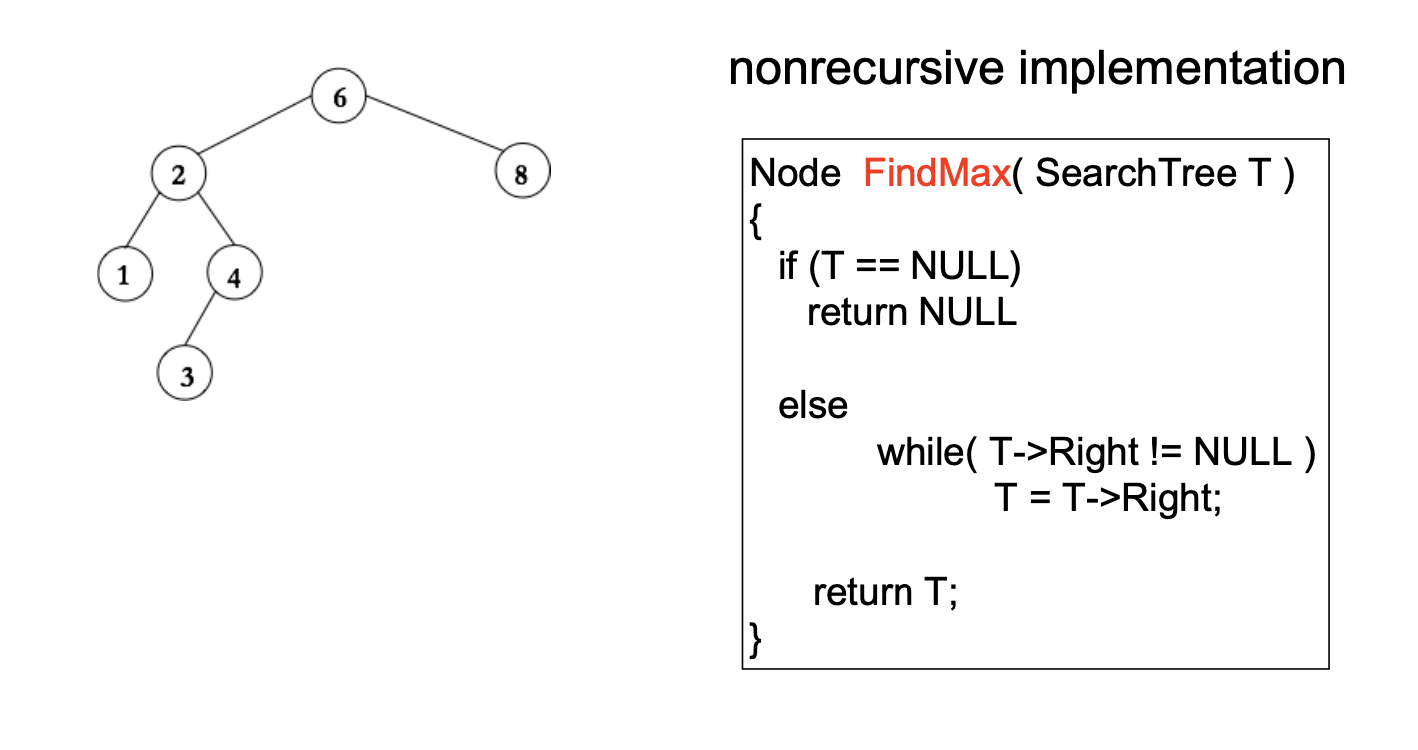 nonrecursive implementation
6
2
8
1
4
3
Node FindMax( SearchTree T )
{
if (T == NULL)
return NULL
else
while( T->Right != NULL )
T = T->Right;
return T;
}